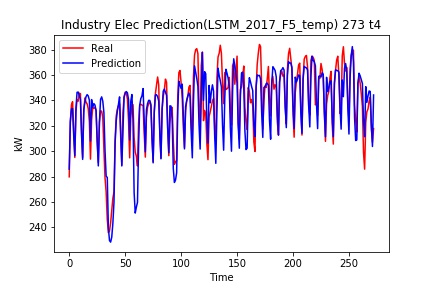 Industry Elec Prediction(LSTM_2017_F5_temp) 273 t4
Real
Prediction
kW
380
360
340
320
300
280
260
240
0 50 100 150 200 250
Time